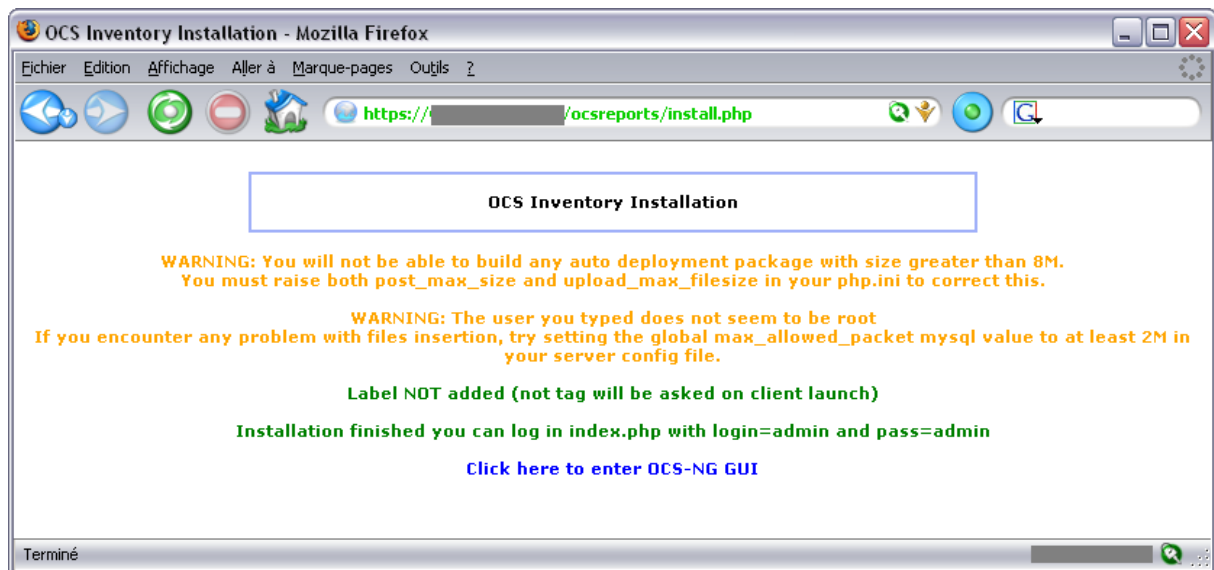 OCS Inventory Installation - Mozilla Firefox
Fichier Edition Affichage Aller à Marque-pages Outils ?
https:// /ocsreports/install.php
G
OCS Inventory Installation
WARNING: You will not be able to build any auto deployment package with size greater than 8M.
You must raise both post_max_size and upload_max_filesize in your php.ini to correct this.
WARNING: The user you typed does not seem to be root
If you encounter any problem with files insertion, try setting the global max_allowed_packet mysql value to at least 2M in
your server config file.
Label NOT added (not tag will be asked on client launch)
Installation finished you can log in index.php with login=admin and pass=admin
Click here to enter OCS-NG GUI
Terminé